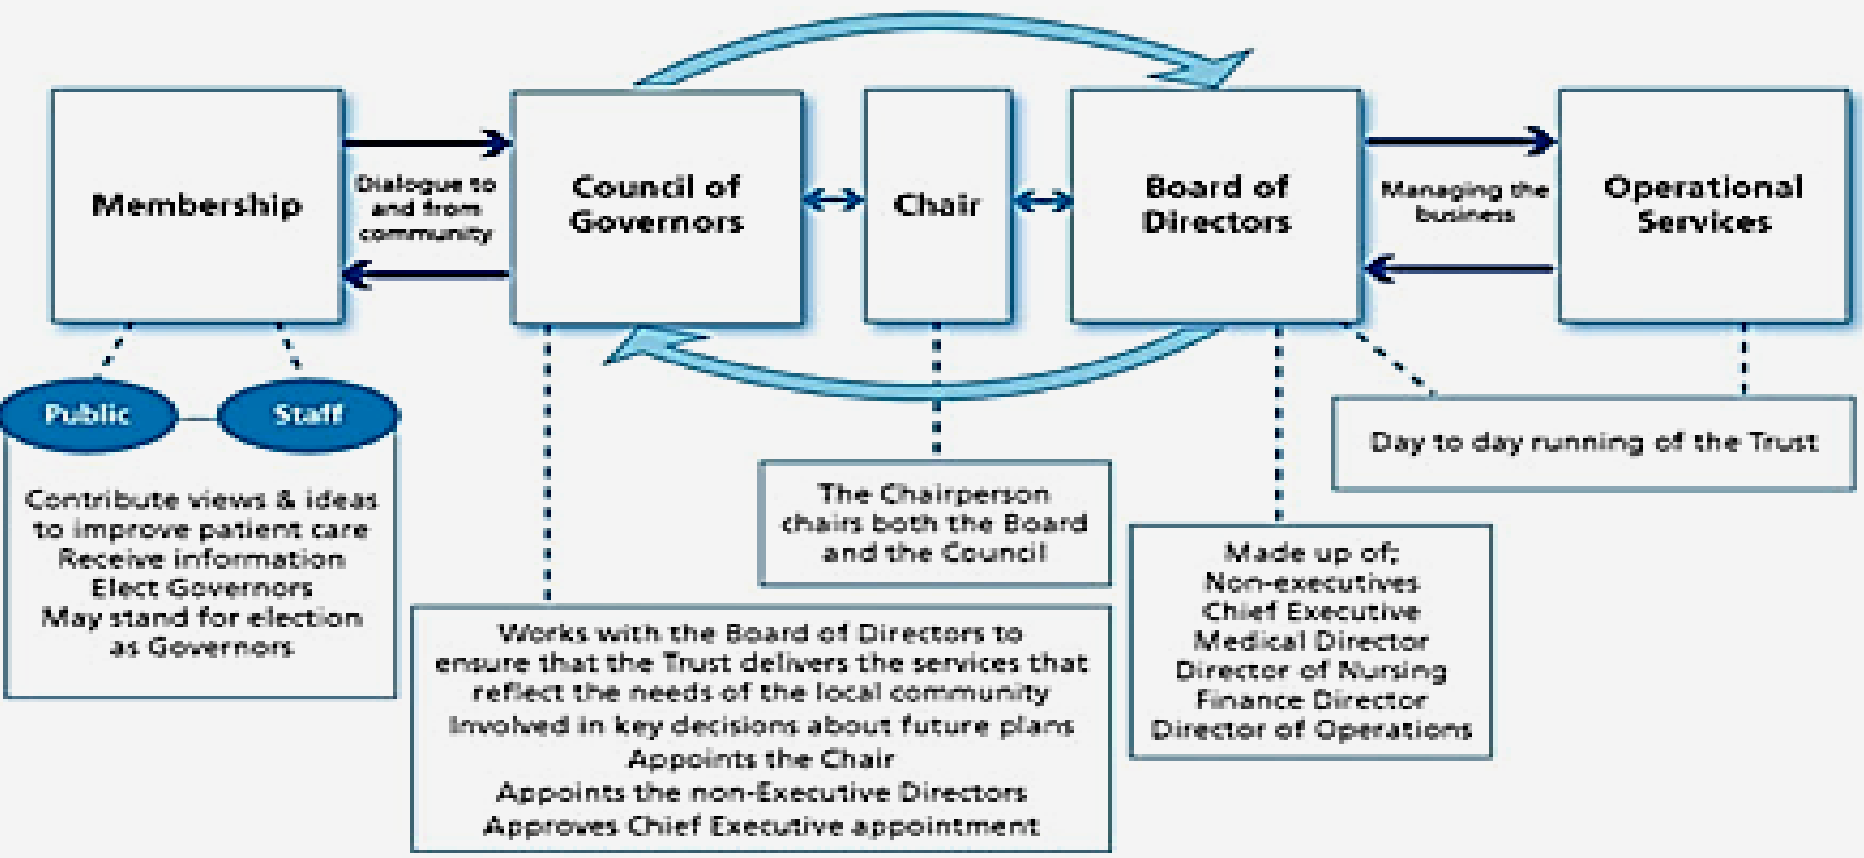 Membership
Dialogue to
and from
community
Council of
Governors
Chair
Board of
Directors
Managing the
business
Operational
Services
Public
Staff
Contribute views & ideas
to improve patient care
Receive information
Elect Governors
May stand for election
as Governors
Works with the Board of Directors to
ensure that the Trust delivers the services that
reflect the needs of the local community
Involved in key decisions about future plans
Appoints the Chair
Appoints the non-Executive Directors
Approves Chief Executive appointment
The Chairperson
chairs both the Board
and the Council
Made up of;
Non-executives
Chief Executive
Medical Director
Director of Nursing
Finance Director
Director of Operations
Day to day running of the Trust